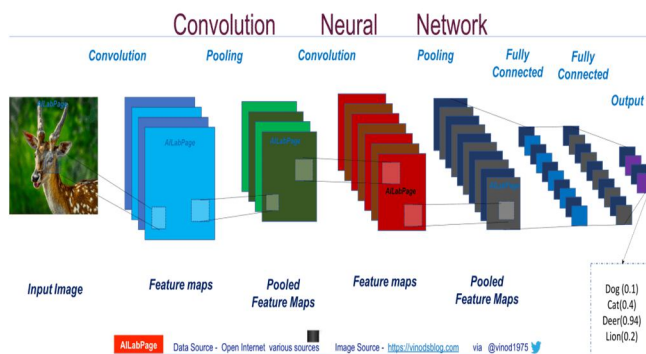 Convolution Neural Network
Convolution Pooling Convolution Pooling Fully Connected Fully Connected Output
AILabPage
AILabPage
AILabPage
AILabPage
Input Image Feature maps Pooled Feature Maps Feature maps Pooled Feature Maps
Dog (0.1)
Cat(0.4)
Deer(0.94)
Lion(0.2)
AILabPage Data Source - Open Internet various sources Image Source - https://vinodsblog.com via @vinod1975